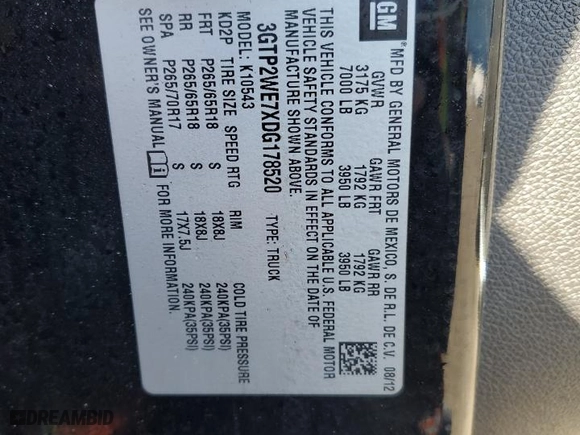 GM
MFD BY GENERAL MOTORS DE MEXICO, S. DE R.L. DE C.V. 08/12
GVWR GAWR FRT GAWR RR
3175 KG 1792 KG 1792 KG
7000 LB 3950 LB 3950 LB
THIS VEHICLE CONFORMS TO ALL APPLICABLE U.S. FEDERAL MOTOR
VEHICLE SAFETY STANDARDS IN EFFECT ON THE DATE OF
MANUFACTURE SHOWN ABOVE.
3GTP2WE7XDG178520 TYPE: TRUCK
MODEL: K10543
KD2P TIRE SIZE SPEED RTG RIM COLD TIRE PRESSURE
FRT P265/65R18 S 18X8J 240KPA(35PSI)
RR P265/65R18 S 18X8J 240KPA(35PSI)
SPA P265/70R17 S 17X7.5J 240KPA(35PSI)
SEE OWNER'S MANUAL i FOR MORE INFORMATION.
DREAMBID